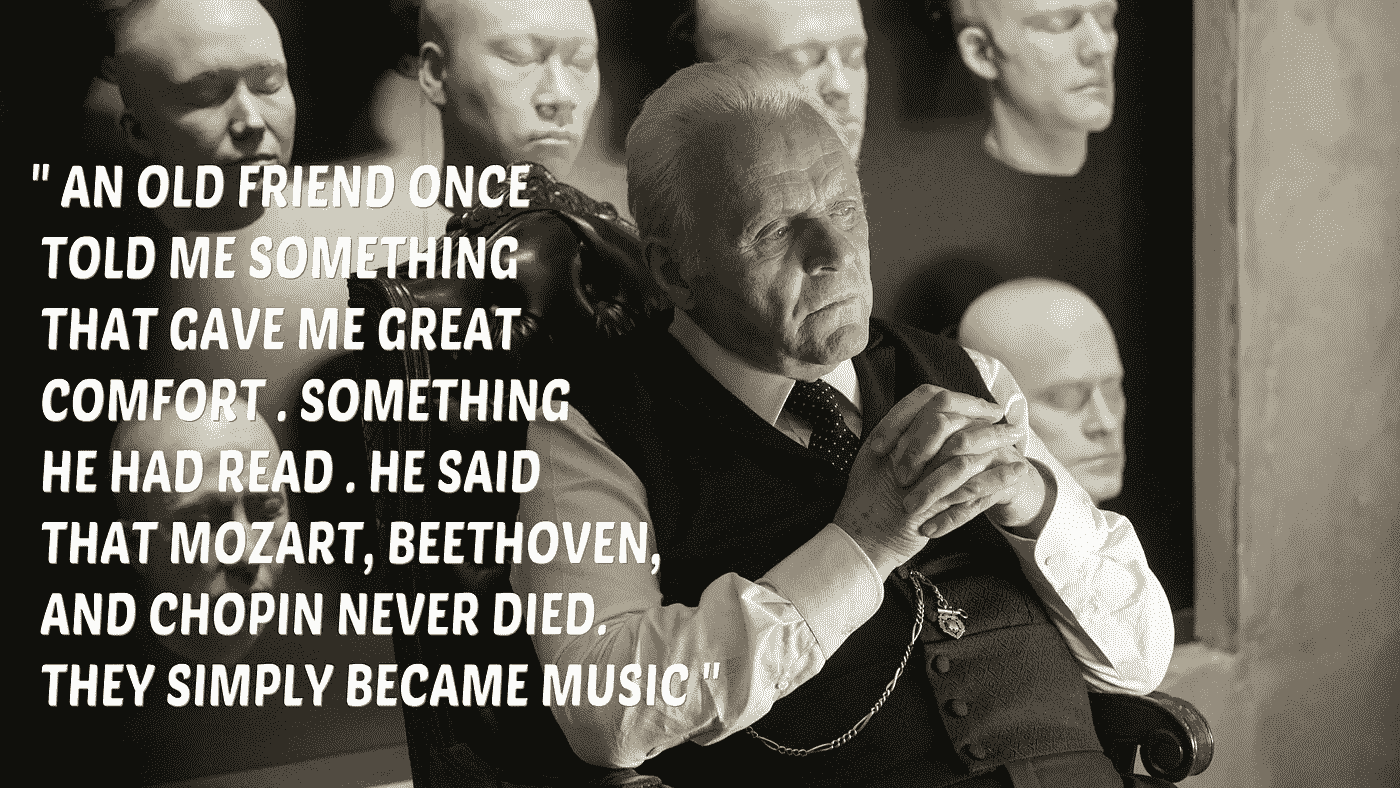 " AN OLD FRIEND ONCE
TOLD ME SOMETHING
THAT GAVE ME GREAT
COMFORT . SOMETHING
HE HAD READ . HE SAID
THAT MOZART, BEETHOVEN,
AND CHOPIN NEVER DIED.
THEY SIMPLY BECAME MUSIC "